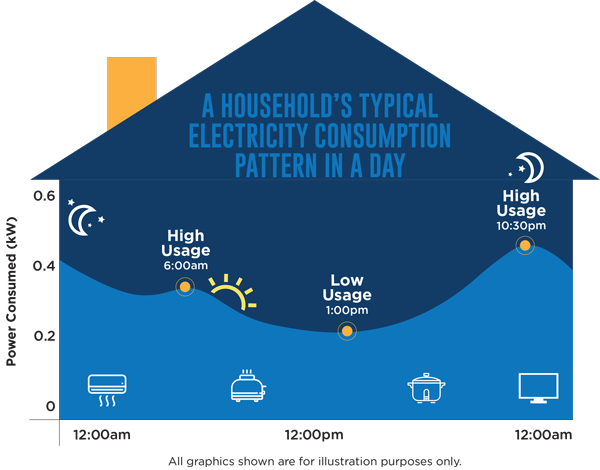 A HOUSEHOLD'S TYPICAL
ELECTRICITY CONSUMPTION
PATTERN IN A DAY
Power Consumed (kW)
0.6
0.4
0.2
0
High
Usage
6:00am
Low
Usage
1:00pm
High
Usage
10:30pm
12:00am
12:00pm
12:00am
All graphics shown are for illustration purposes only.